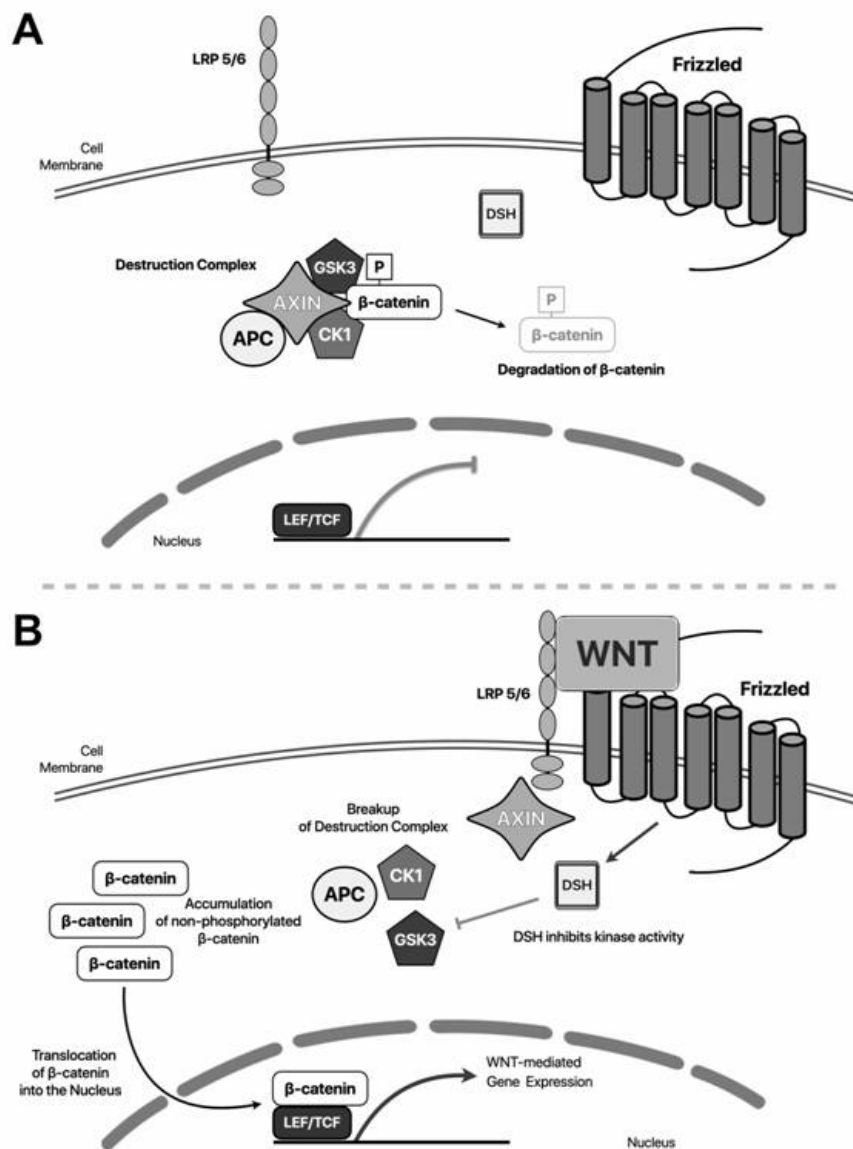 A
LRP 5/6
Frizzled
Cell
Membrane
DSH
Destruction Complex
GSK3
P
AXIN
β-catenin
APC
CK1
P
β-catenin
Degradation of β-catenin
LEF/TCF
Nucleus
B
WNT
LRP 5/6
Frizzled
Cell
Membrane
Breakup
of Destruction Complex
AXIN
β-catenin
β-catenin
β-catenin
Accumulation
of non-phosphorylated
β-catenin
APC
CK1
GSK3
DSH
DSH inhibits kinase activity
Translocation
of β-catenin
into the Nucleus
β-catenin
LEF/TCF
WNT-mediated
Gene Expression
Nucleus